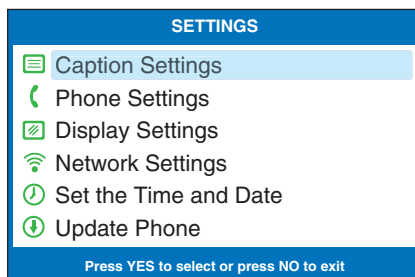 SETTINGS
Caption Settings
Phone Settings
Display Settings
Network Settings
Set the Time and Date
Update Phone
Press YES to select or press NO to exit